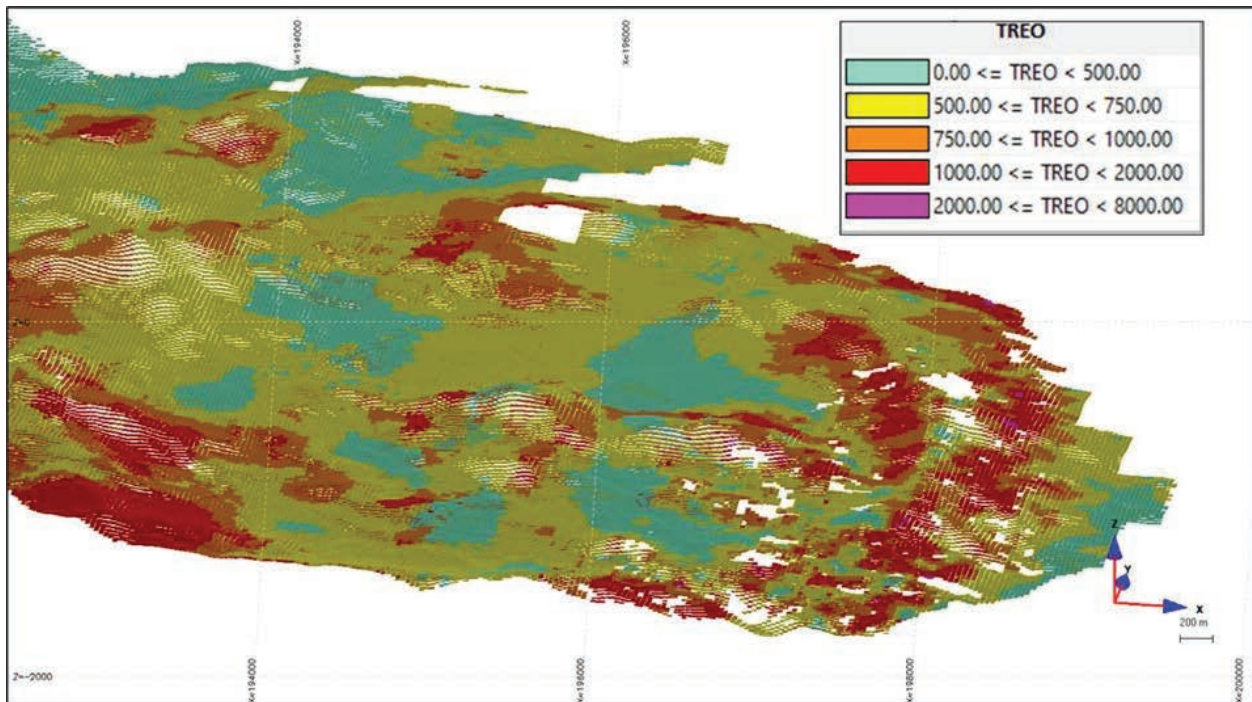 X=194000
X=196000
TREO
0.00 <= TREO < 500.00
500.00 <= TREO < 750.00
750.00 <= TREO < 1000.00
1000.00 <= TREO < 2000.00
2000.00 <= TREO < 8000.00
Z=0
Z
Y
X
200 m
Z=-2000
X=194000
X=196000
X=198000
X=200000